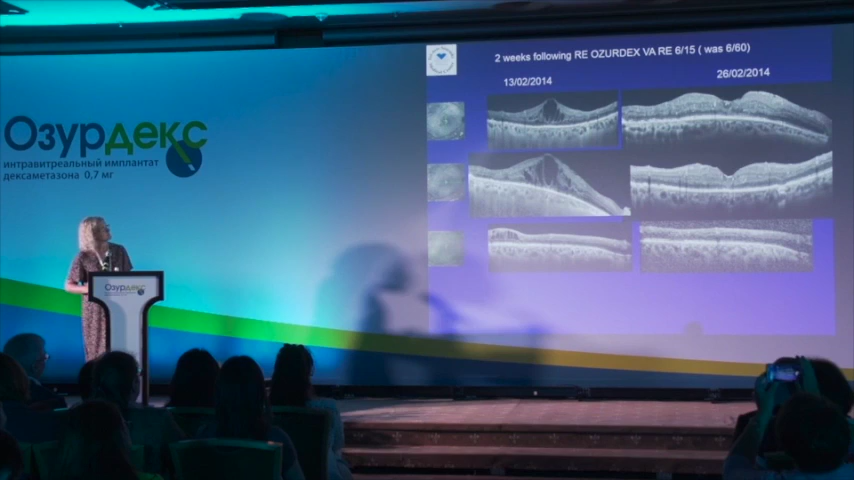 Озурдекс
интравитреальный имплантат
дексаметазона 0,7 мг
Озурдекс
2 weeks following RE OZURDEX VA RE 6/15 ( was 6/60)
13/02/2014
26/02/2014